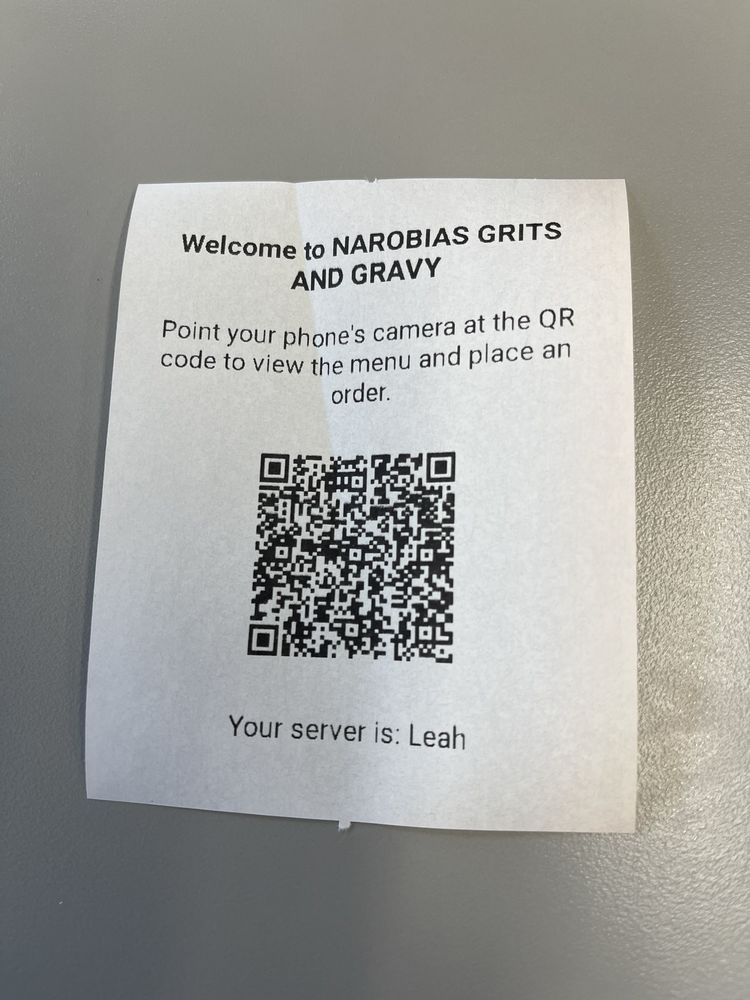 Welcome to NAROBIAS GRITS
AND GRAVY
Point your phone's camera at the QR
code to view the menu and place an
order.
Your server is: Leah